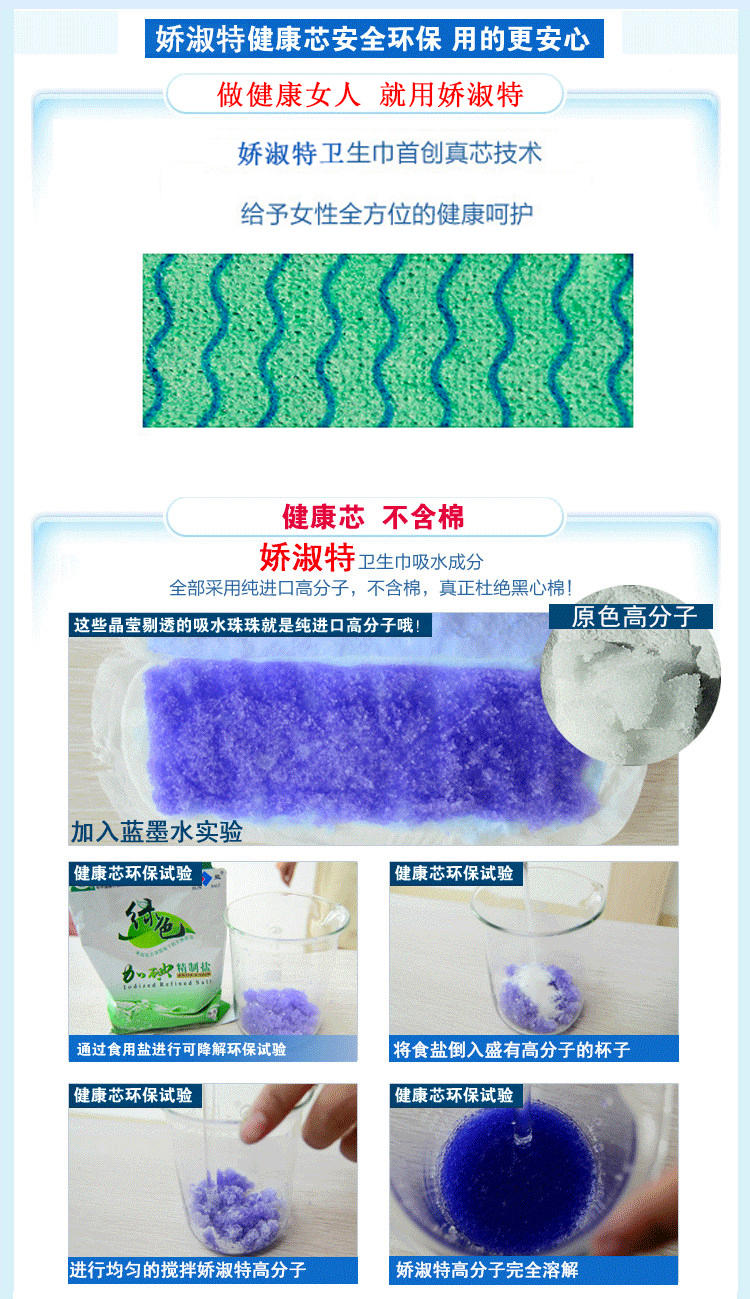 娇淑特健康芯安全环保 用的更安心
做健康女人 就用娇淑特
娇淑特卫生巾首创真芯技术
给予女性全方位的健康呵护
健康芯 不含棉
娇淑特卫生巾吸水成分
全部采用纯进口高分子，不含棉，真正杜绝黑心棉！
这些晶莹剔透的吸水珠珠就是纯进口高分子哦！
原色高分子
加入蓝墨水实验
健康芯环保试验
绿色
加碘精制盐
Iodized Refined Salt
通过食用盐进行可降解环保试验
健康芯环保试验
将食盐倒入盛有高分子的杯子
健康芯环保试验
进行均匀的搅拌娇淑特高分子
健康芯环保试验
娇淑特高分子完全溶解